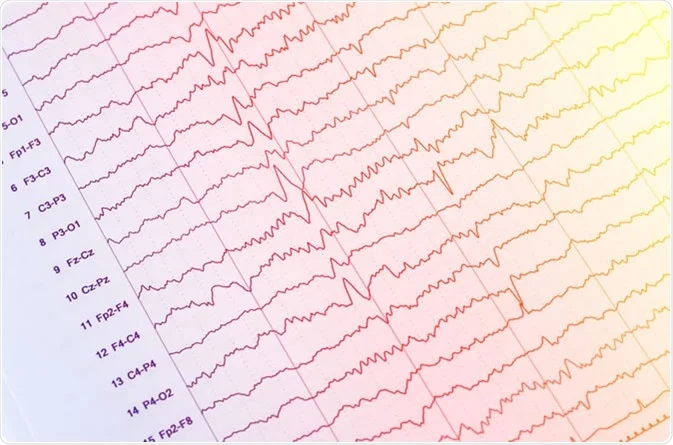 5
5-O1
Fp1-F3
6 F3-C3
7 C3-P3
8 P3-O1
9 Fz-Cz
10 Cz-Pz
11 Fp2-F4
12 F4-C4
13 C4-P4
14 P4-O2
15 Fp2-F8